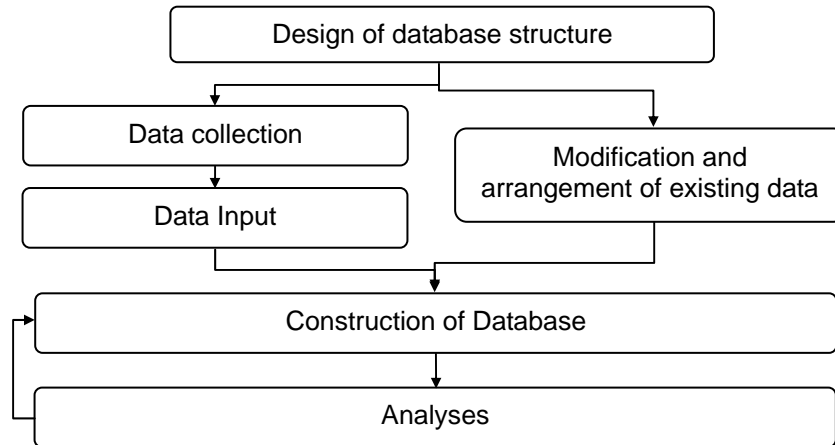 Design of database structure
Data collection
Modification and
arrangement of existing data
Data Input
Construction of Database
Analyses